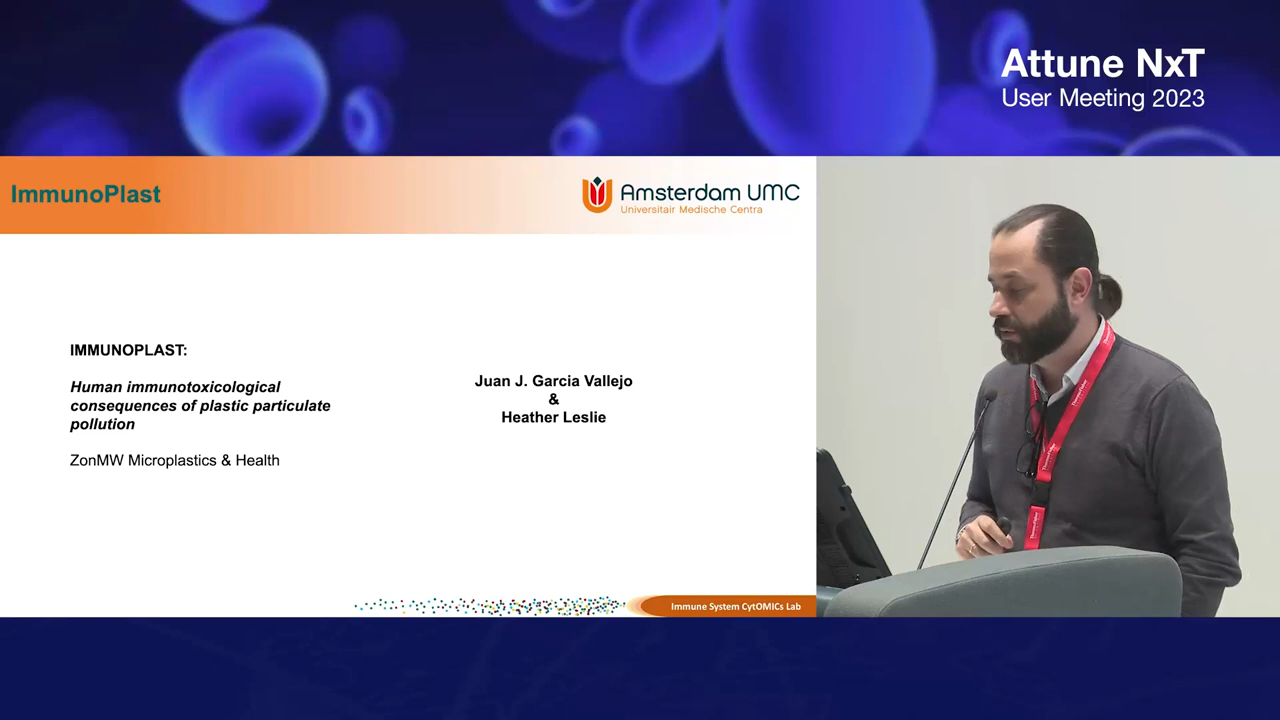 Attune NxT
User Meeting 2023
ImmunoPlast
Amsterdam UMC
Universitair Medische Centra
IMMUNOPLAST:
Human immunotoxicological
consequences of plastic particulate
pollution
ZonMW Microplastics & Health
Juan J. Garcia Vallejo
&
Heather Leslie
Immune System CytOMICs Lab